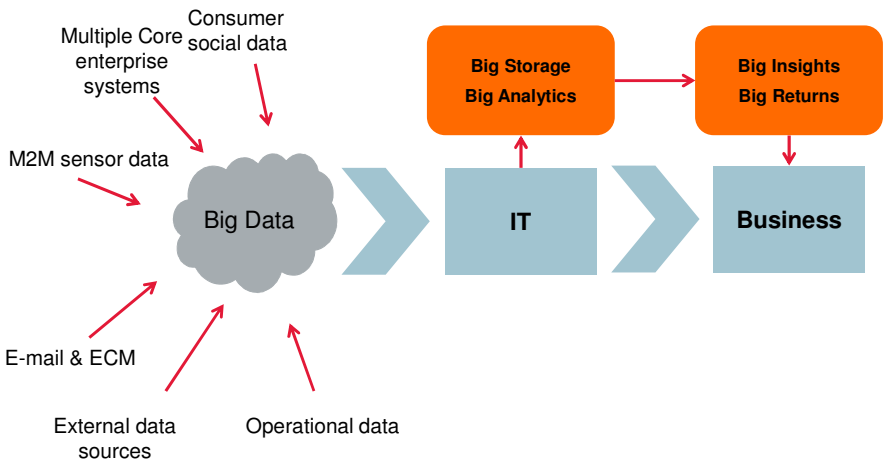 Consumer
social data
Multiple Core
enterprise
systems
M2M sensor data
Big Data
E-mail & ECM
External data
sources
Operational data
Big Storage
Big Analytics
Big Insights
Big Returns
IT
Business